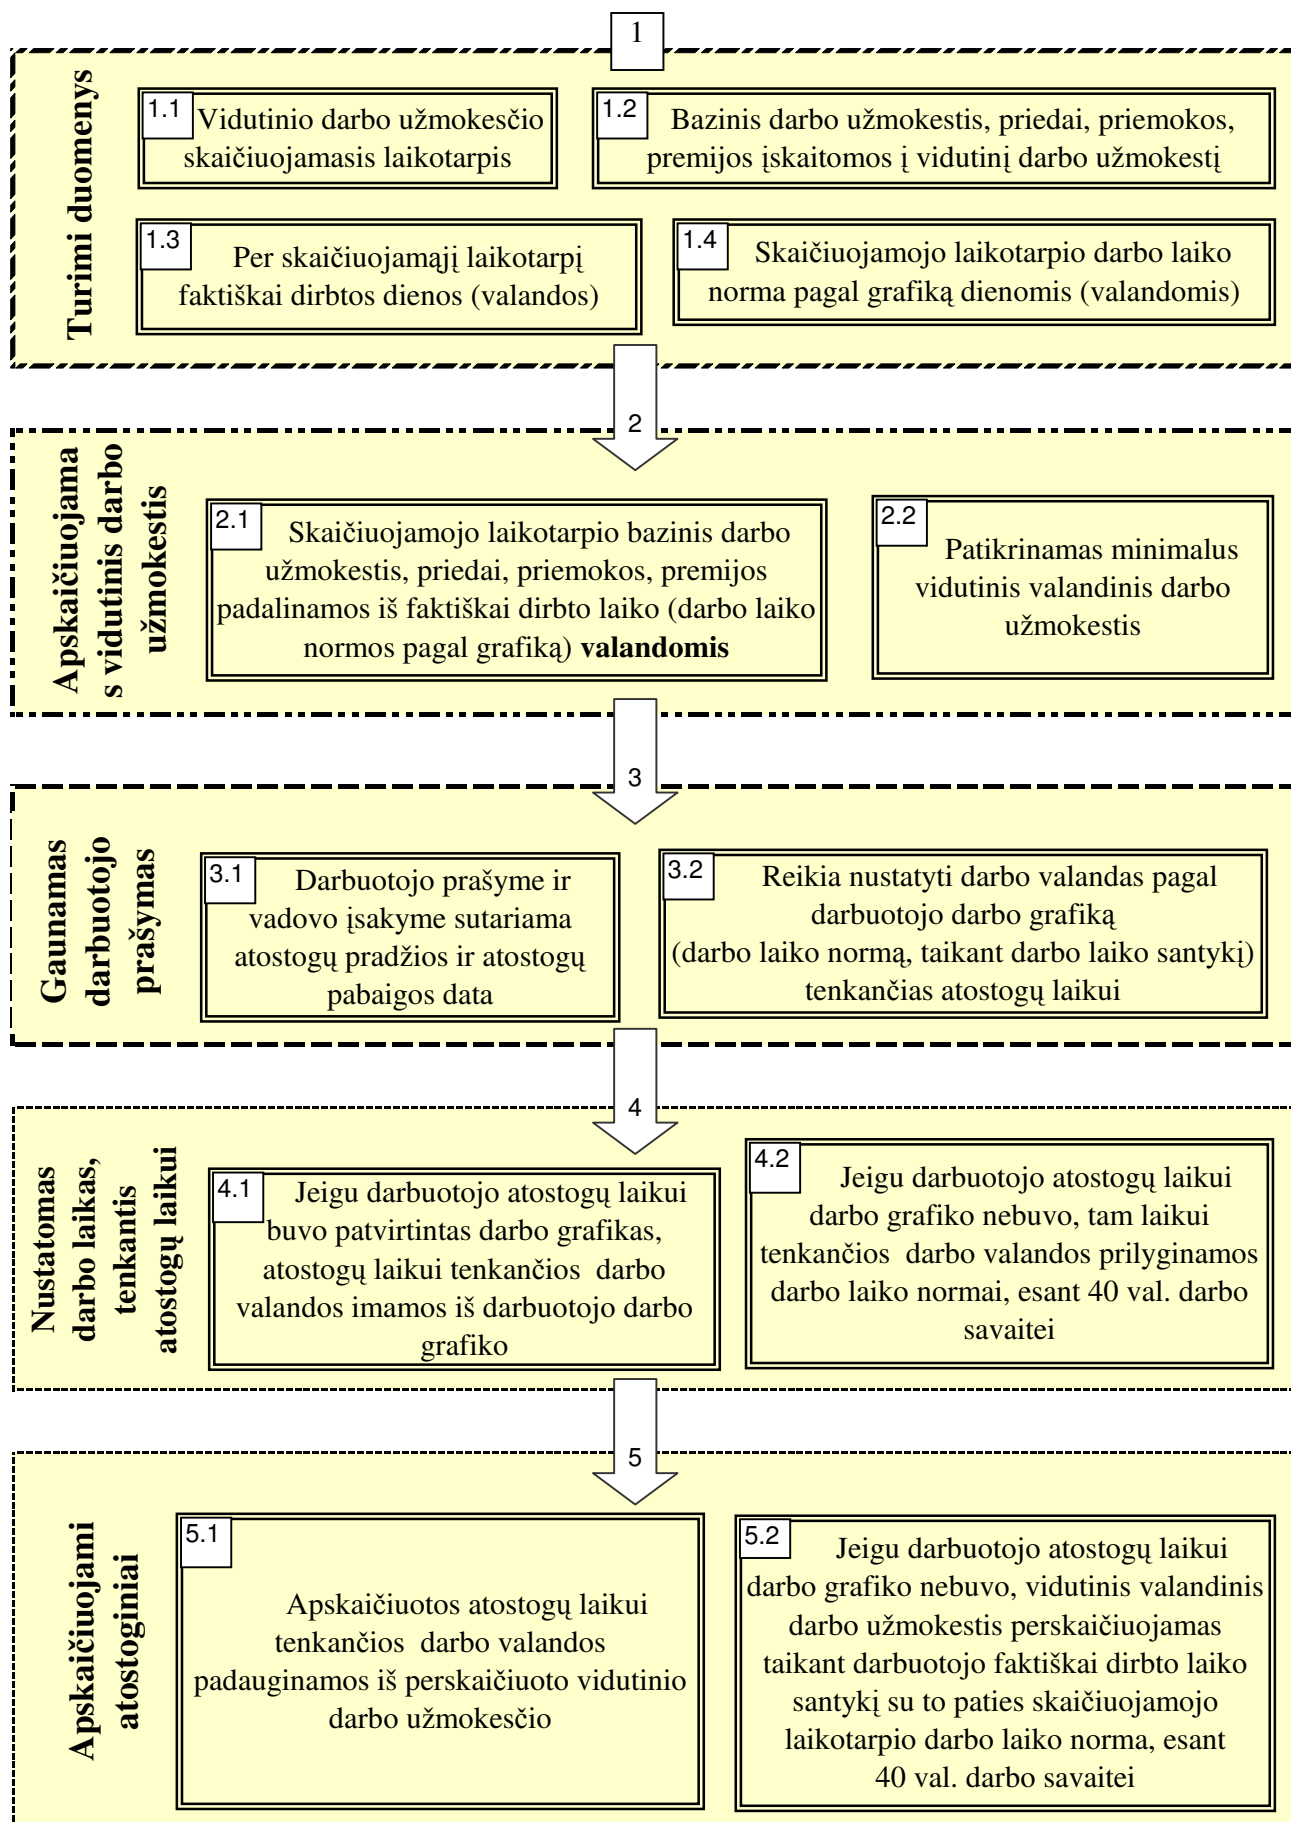 1
Turimi duomenys
1.1 Vidutinio darbo užmokesčio
skaičiuojamasis laikotarpis
1.2 Bazinis darbo užmokestis, priedai, priemokos,
premijos įskaitomos į vidutinį darbo užmokestį
1.3 Per skaičiuojamąjį laikotarpį
faktiškai dirbtos dienos (valandos)
1.4 Skaičiuojamojo laikotarpio darbo laiko
norma pagal grafiką dienomis (valandomis)
2
Apskaičiuojama
s vidutinis darbo
užmokestis
2.1 Skaičiuojamojo laikotarpio bazinis darbo
užmokestis, priedai, priemokos, premijos
padalinamos iš faktiškai dirbto laiko (darbo laiko
normos pagal grafiką) valandomis
2.2
Patikrinamas minimalus
vidutinis valandinis darbo
užmokestis
3
Gaunamas
darbuotojo
prašymas
3.1 Darbuotojo prašyme ir
vadovo įsakyme sutariama
atostogų pradžios ir atostogų
pabaigos data
3.2 Reikia nustatyti darbo valandas pagal
darbuotojo darbo grafiką
(darbo laiko normą, taikant darbo laiko santykį)
tenkančias atostogų laikui
4
Nustatomas
darbo laikas,
tenkantis
atostogų laikui
4.1 Jeigu darbuotojo atostogų laikui
buvo patvirtintas darbo grafikas,
atostogų laikui tenkančios darbo
valandos imamos iš darbuotojo darbo
grafiko
4.2 Jeigu darbuotojo atostogų laikui
darbo grafiko nebuvo, tam laikui
tenkančios darbo valandos prilyginamos
darbo laiko normai, esant 40 val. darbo
savaitei
5
Apskaičiuojami
atostoginiai
5.1
Apskaičiuotos atostogų laikui
tenkančios darbo valandos
padauginamos iš perskaičiuoto vidutinio
darbo užmokesčio
5.2 Jeigu darbuotojo atostogų laikui
darbo grafiko nebuvo, vidutinis valandinis
darbo užmokestis perskaičiuojamas
taikant darbuotojo faktiškai dirbto laiko
santykį su to paties skaičiuojamojo
laikotarpio darbo laiko norma, esant
40 val. darbo savaitei